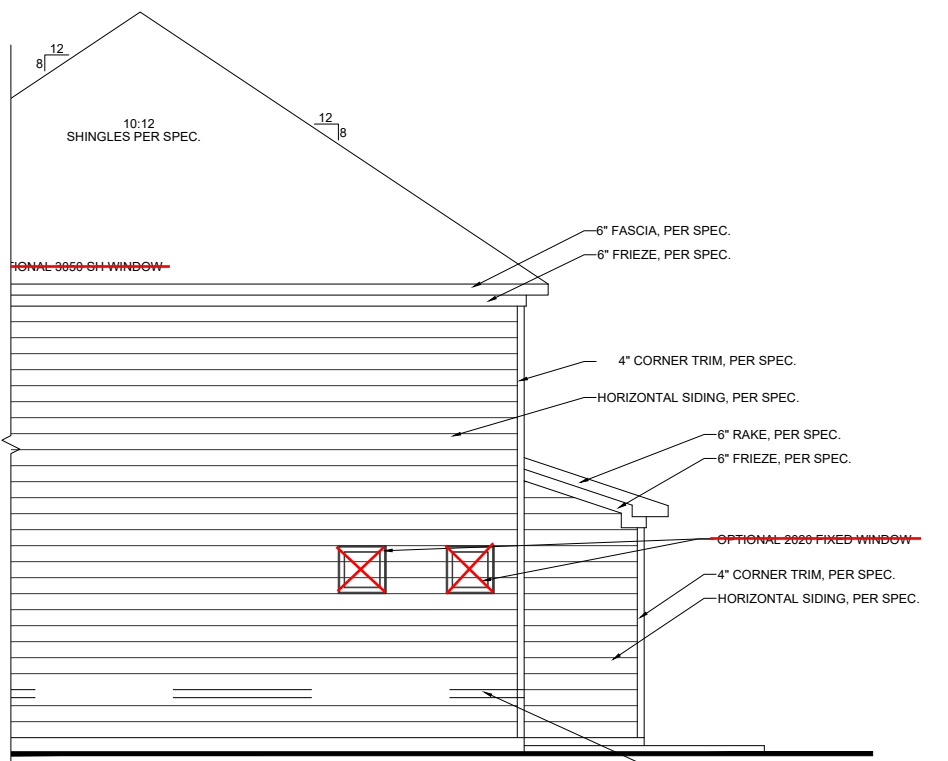 12
8
12
8
10:12
SHINGLES PER SPEC.
6" FASCIA, PER SPEC.
6" FRIEZE, PER SPEC.
TIONAL 3050 SH WINDOW
4" CORNER TRIM, PER SPEC.
HORIZONTAL SIDING, PER SPEC.
6" RAKE, PER SPEC.
6" FRIEZE, PER SPEC.
OPTIONAL 2020 FIXED WINDOW
4" CORNER TRIM, PER SPEC.
HORIZONTAL SIDING, PER SPEC.